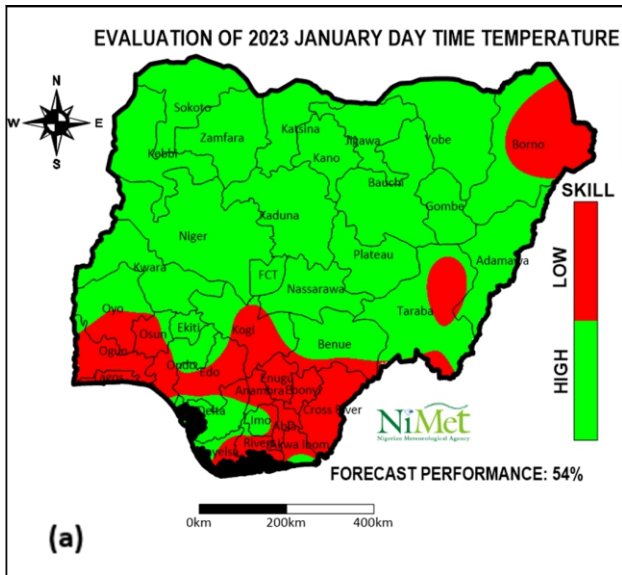 EVALUATION OF 2023 JANUARY DAY TIME TEMPERATURE
N
W E
S
Sokoto
Zamfara
Katsina
Jigawa
Yobe
Borno
Kebbi
Kano
Bauchi
Gombe
SKILL
LOW
HIGH
Kaduna
Niger
Plateau
Adamawa
Kwara
FCT
Nassarawa
Taraba
Oyo
Osun
Ekiti
Kogi
Benue
Ogun
Ondo
Edo
Lagos
Enugu
Anambra
Ebonyi
Delta
Imo
Abia
Cross River
Rivers
Akwa Ibom
Bayelsa
NiMet
Nigerian Meteorological Agency
FORECAST PERFORMANCE: 54%
0km 200km 400km
(a)